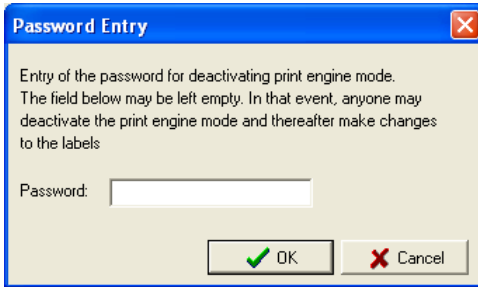 Password Entry
Entry of the password for deactivating print engine mode.
The field below may be left empty. In that event, anyone may
deactivate the print engine mode and thereafter make changes
to the labels
Password:
OK Cancel